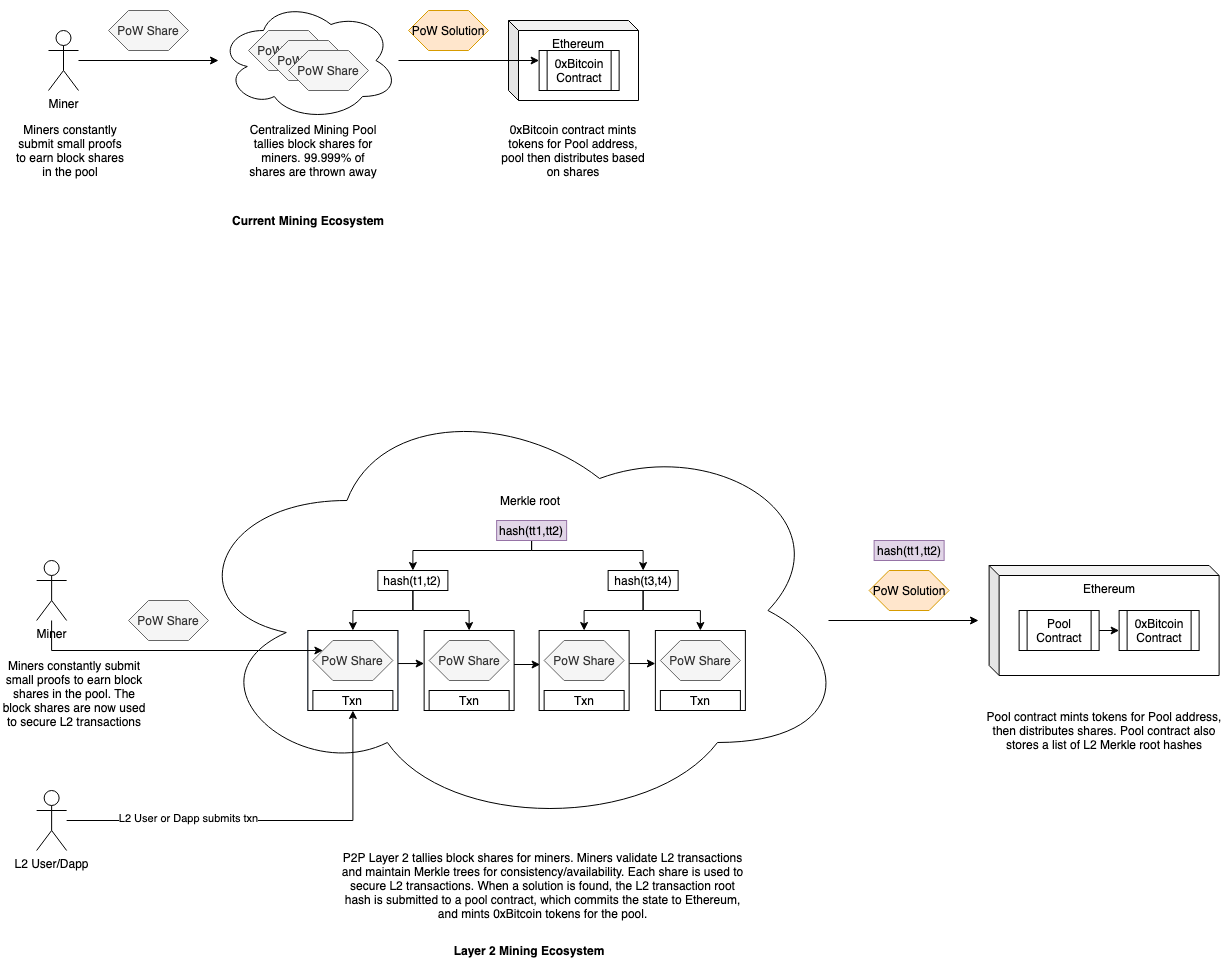 PoW Share
PoW Solution
Ethereum
0xBitcoin
Contract
PoW
PoW
PoW Share
Miner
Miners constantly
submit small proofs
to earn block shares
in the pool
Centralized Mining Pool
tallies block shares for
miners. 99.999% of
shares are thrown away
0xBitcoin contract mints
tokens for Pool address,
pool then distributes based
on shares
Current Mining Ecosystem
Merkle root
hash(tt1,tt2)
hash(t1,t2)
hash(t3,t4)
PoW Share
PoW Share
PoW Share
PoW Share
Txn
Txn
Txn
Txn
Miner
PoW Share
Miners constantly submit
small proofs to earn block
shares in the pool. The
block shares are now used
to secure L2 transactions
L2 User or Dapp submits txn
L2 User/Dapp
hash(tt1,tt2)
PoW Solution
Ethereum
Pool
Contract
0xBitcoin
Contract
Pool contract mints tokens for Pool address,
then distributes shares. Pool contract also
stores a list of L2 Merkle root hashes
P2P Layer 2 tallies block shares for miners. Miners validate L2 transactions
and maintain Merkle trees for consistency/availability. Each share is used to
secure L2 transactions. When a solution is found, the L2 transaction root
hash is submitted to a pool contract, which commits the state to Ethereum,
and mints 0xBitcoin tokens for the pool.
Layer 2 Mining Ecosystem